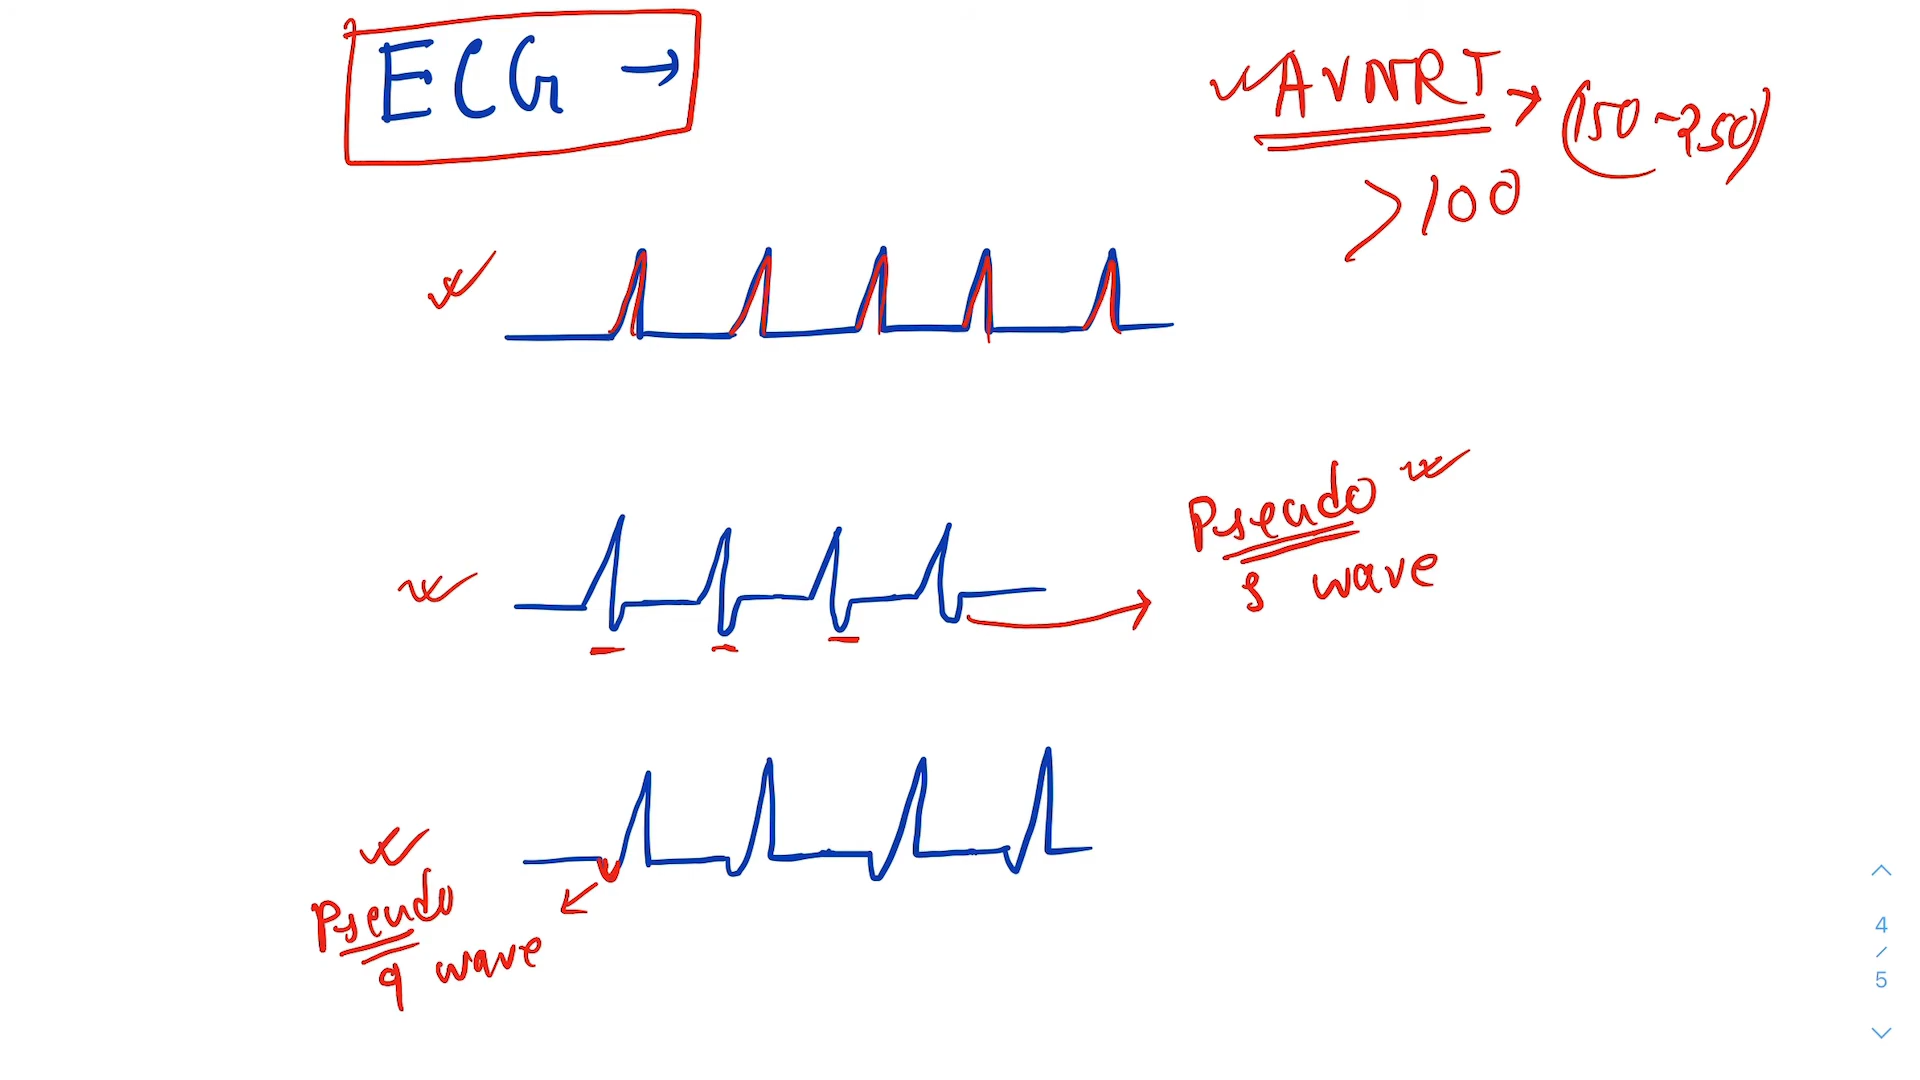 ECG →
AVNRT → (150-250)
>100
Pseudo
s wave
Pseudo
q wave
4
/
5